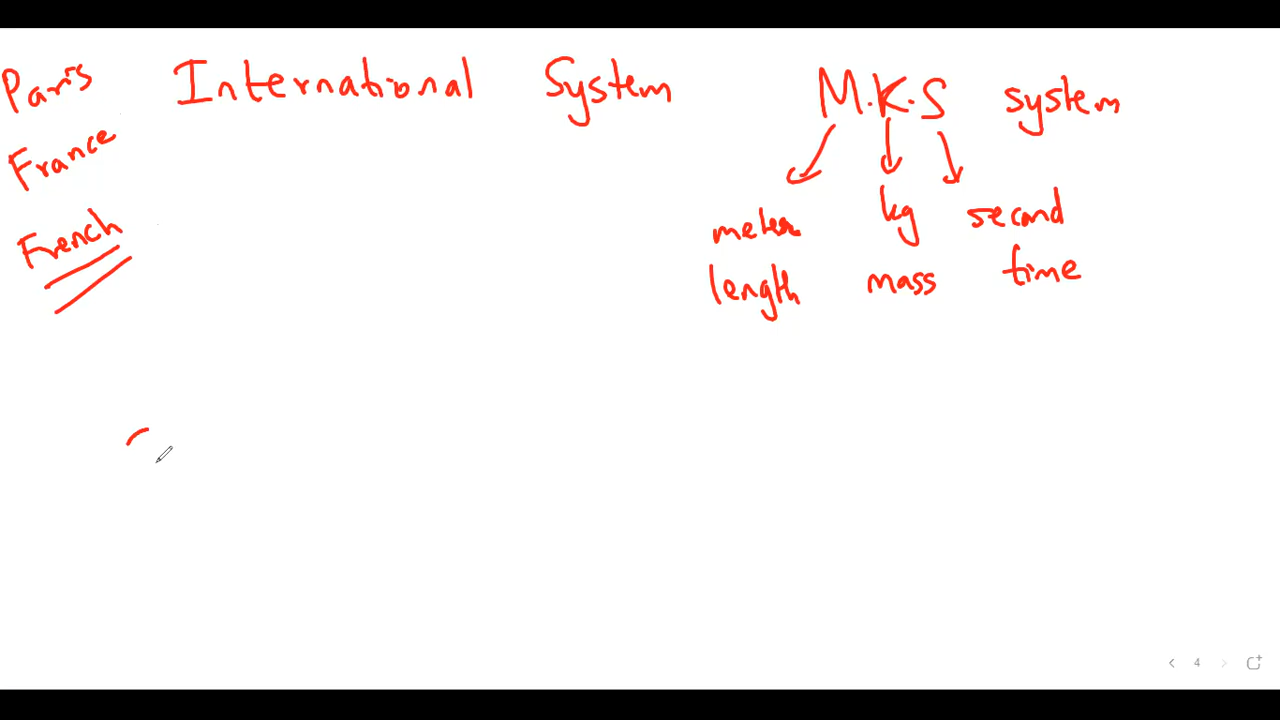 Paris International System M.K.S system
France
French
meter kg second
length mass time
4